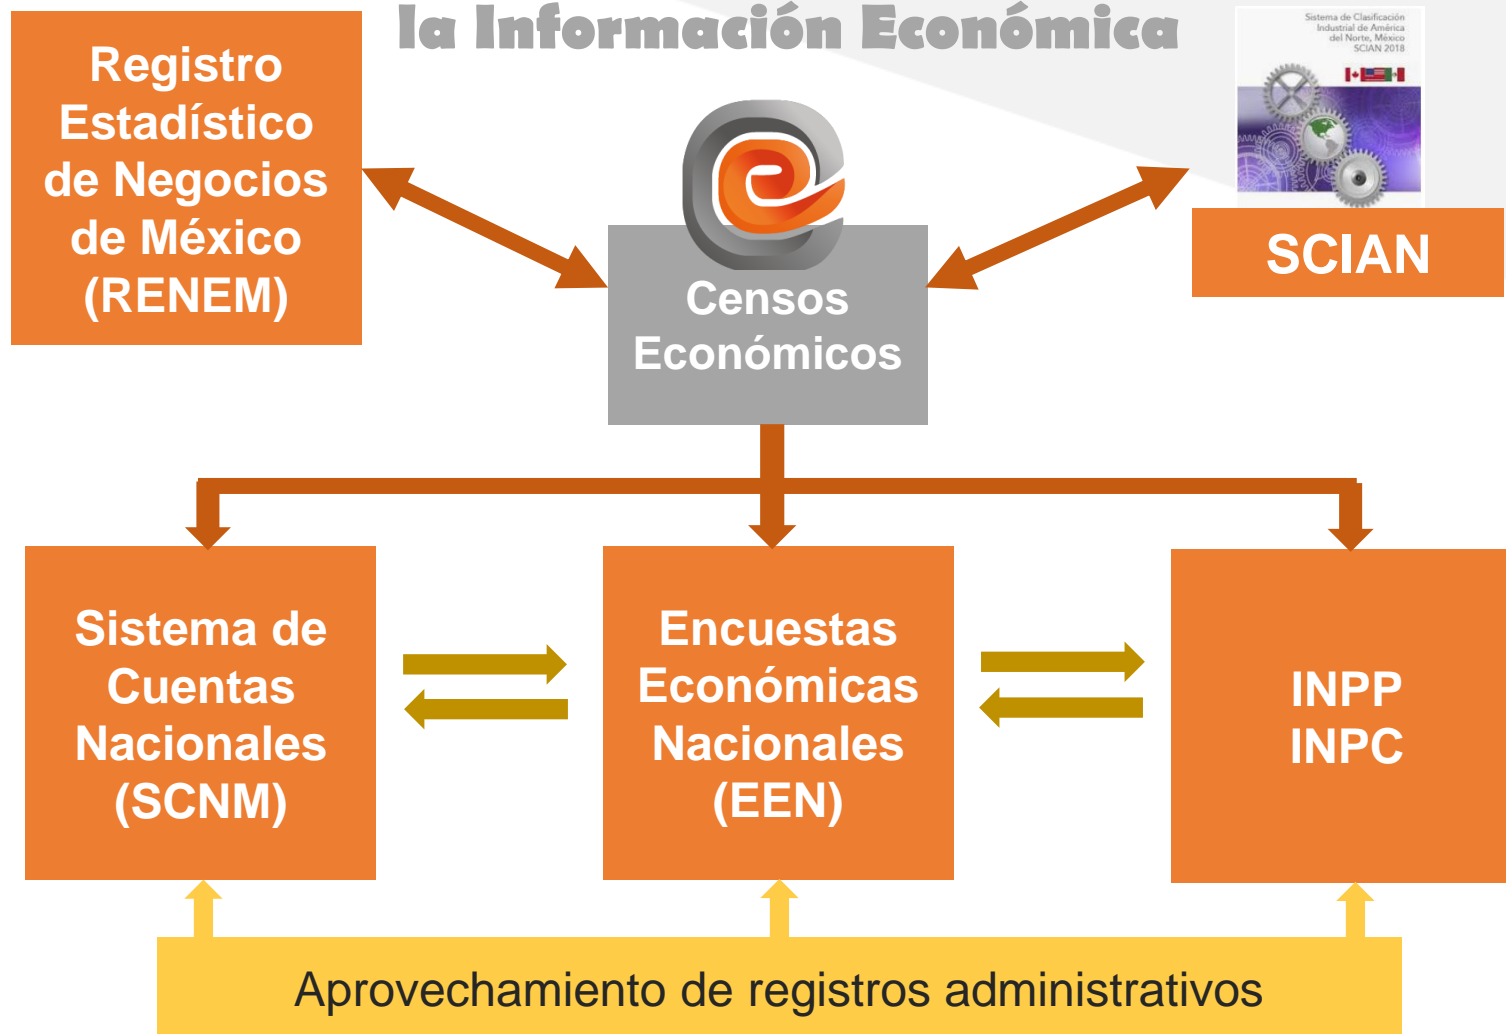 la Información Económica
Registro
Estadístico
de Negocios
de México
(RENEM)
Sistema de Clasificación
Industrial de América
del Norte, México
SCIAN 2018
SCIAN
Censos
Económicos
Sistema de
Cuentas
Nacionales
(SCNM)
Encuestas
Económicas
Nacionales
(EEN)
INPP
INPC
Aprovechamiento de registros administrativos